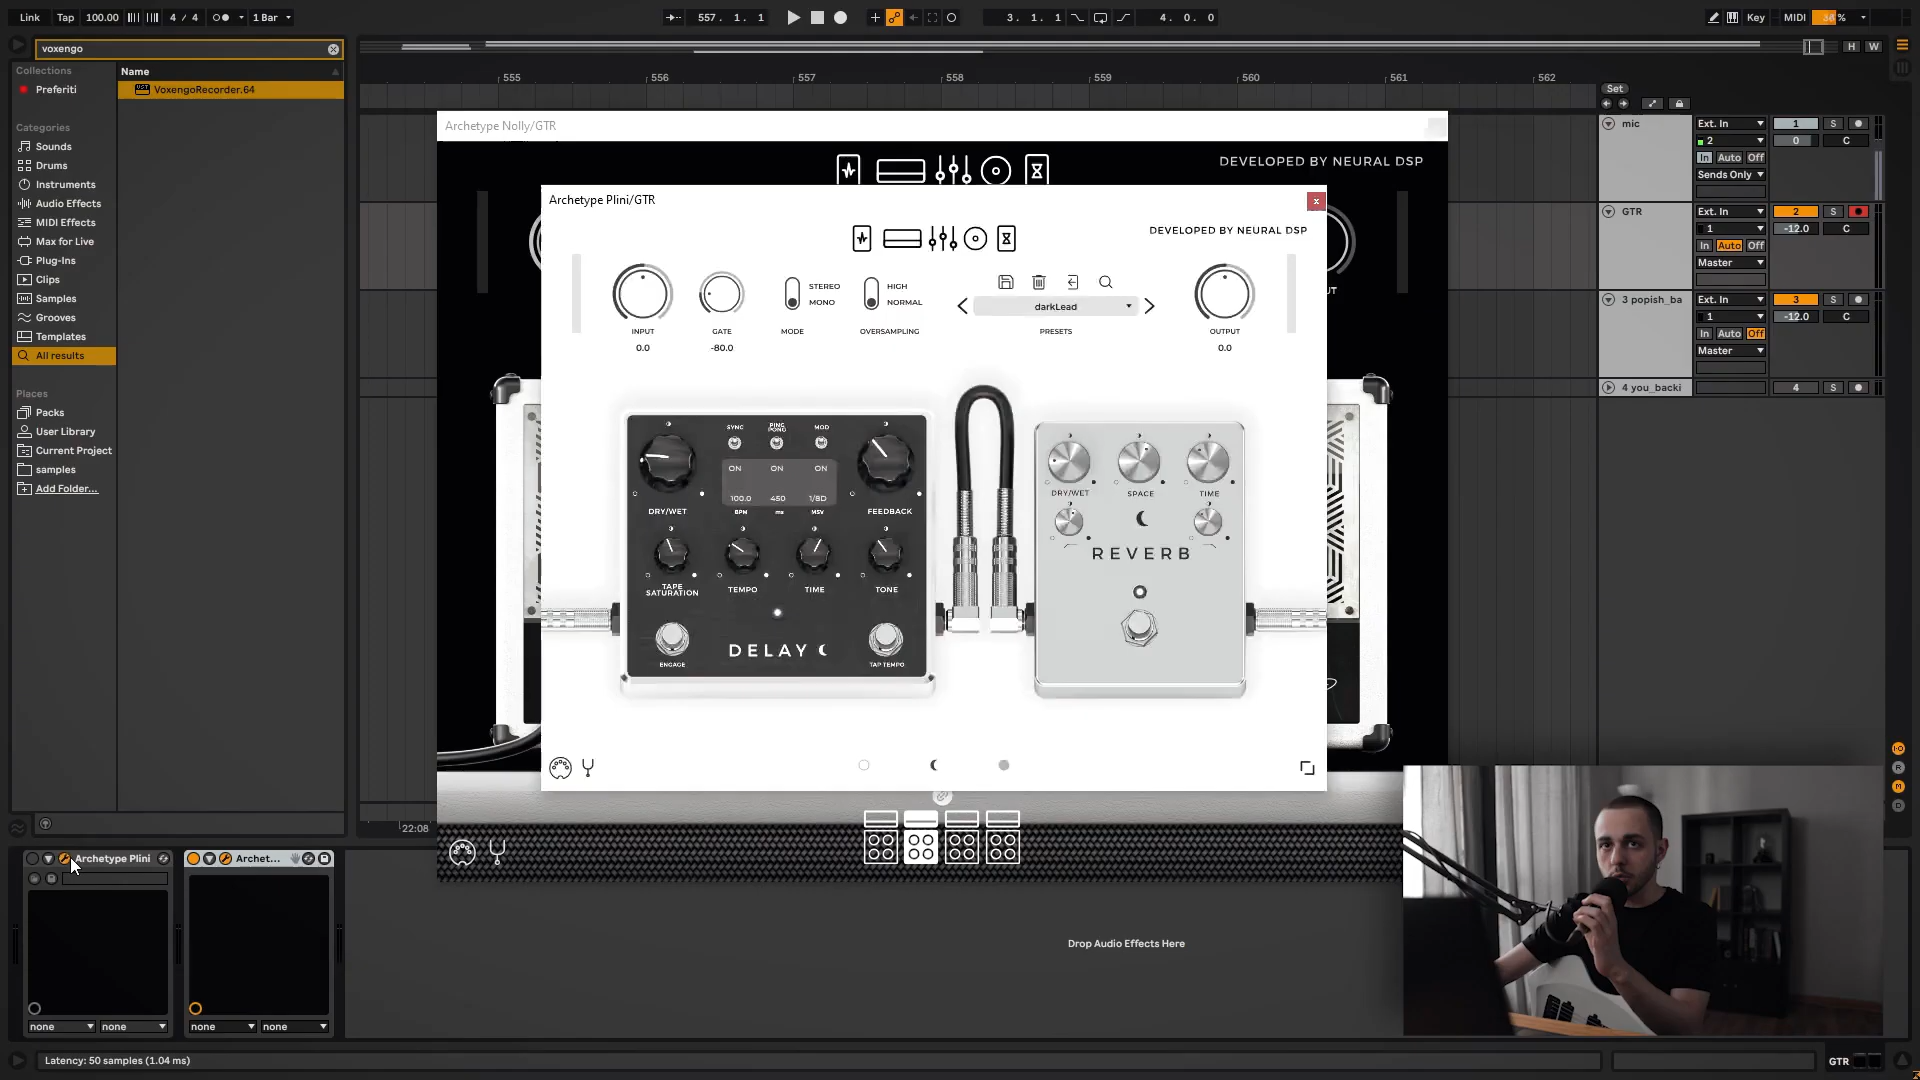 Link Tap 100.00 4 / 4 1 Bar
557 . 1 . 1
3 . 1 . 1
4 . 0 . 0
Key MIDI
voxengo
H W
Collections
Preferiti
Categories
Sounds
Drums
Instruments
Audio Effects
MIDI Effects
Max for Live
Plug-Ins
Clips
Samples
Grooves
Templates
All results
Places
Packs
User Library
Current Project
samples
Add Folder...
Name
VoxengoRecorder.64
555 556 557 558 559 560 561 562
Set
mic Ext. In 1 S
2 0 C
In Auto Off
Sends Only
GTR Ext. In 2 S
1 -12.0 C
In Auto Off
Master
3 popish_ba Ext. In 3 S
1 -12.0 C
In Auto Off
Master
4 you_backi 4 S
Archetype Nolly/GTR
DEVELOPED BY NEURAL DSP
Archetype Plini/GTR
x
DEVELOPED BY NEURAL DSP
STEREO
MONO
HIGH
NORMAL
darkLead
INPUT GATE MODE OVERSAMPLING PRESETS OUTPUT
0.0 -80.0 0.0
SYNC PING PONG MOD
ON ON ON
100.0 450 1/8D
BPM ms MSV
DRY/WET FEEDBACK
TAPE SATURATION TEMPO TIME TONE
DELAY
ENGAGE TAP TEMPO
DRY/WET SPACE TIME
REVERB
UT
22:08
Archetype Plini
Archet...
none none
none none
Drop Audio Effects Here
I·O
R
M
D
Latency: 50 samples (1.04 ms)
GTR